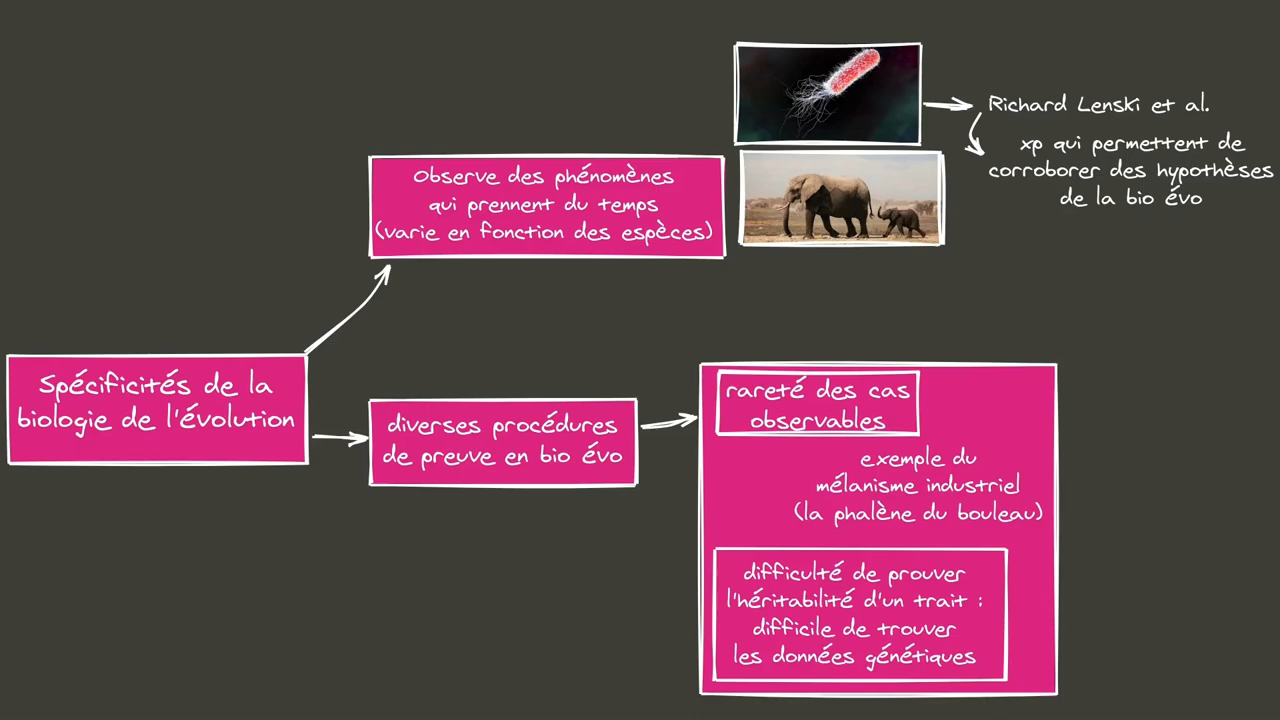 Richard Lenski et al.
xp qui permettent de
corroborer des hypothèses
de la bio évo
Observe des phénomènes
qui prennent du temps
(varie en fonction des espèces)
Spécificités de la
biologie de l'évolution
diverses procédures
de preuve en bio évo
rareté des cas
observables
exemple du
mélanisme industriel
(la phalène du bouleau)
difficulté de prouver
l'héritabilité d'un trait :
difficile de trouver
les données génétiques